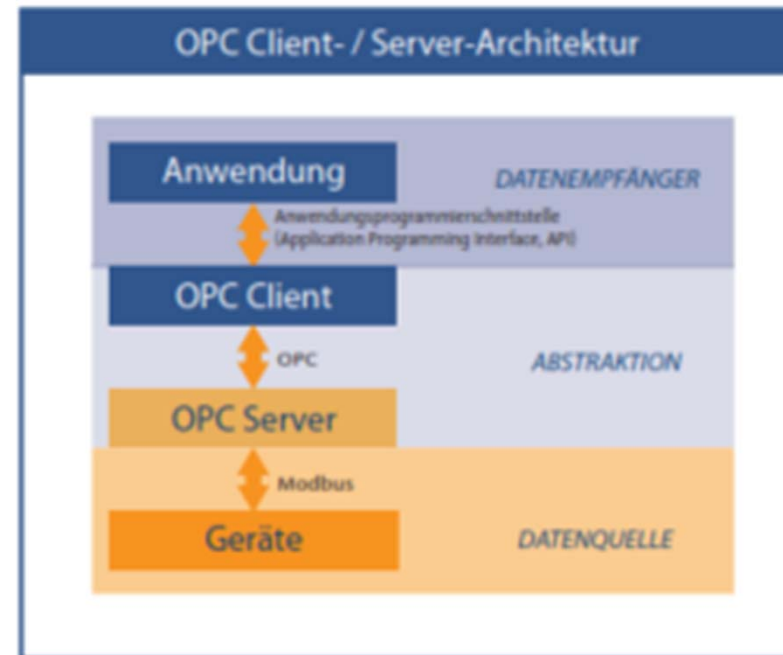 OPC Client- / Server-Architektur
Anwendung
DATENEMPFÄNGER
Anwendungsprogrammierschnittstelle
(Application Programming Interface, API)
OPC Client
OPC
ABSTRAKTION
OPC Server
Modbus
Geräte
DATENQUELLE